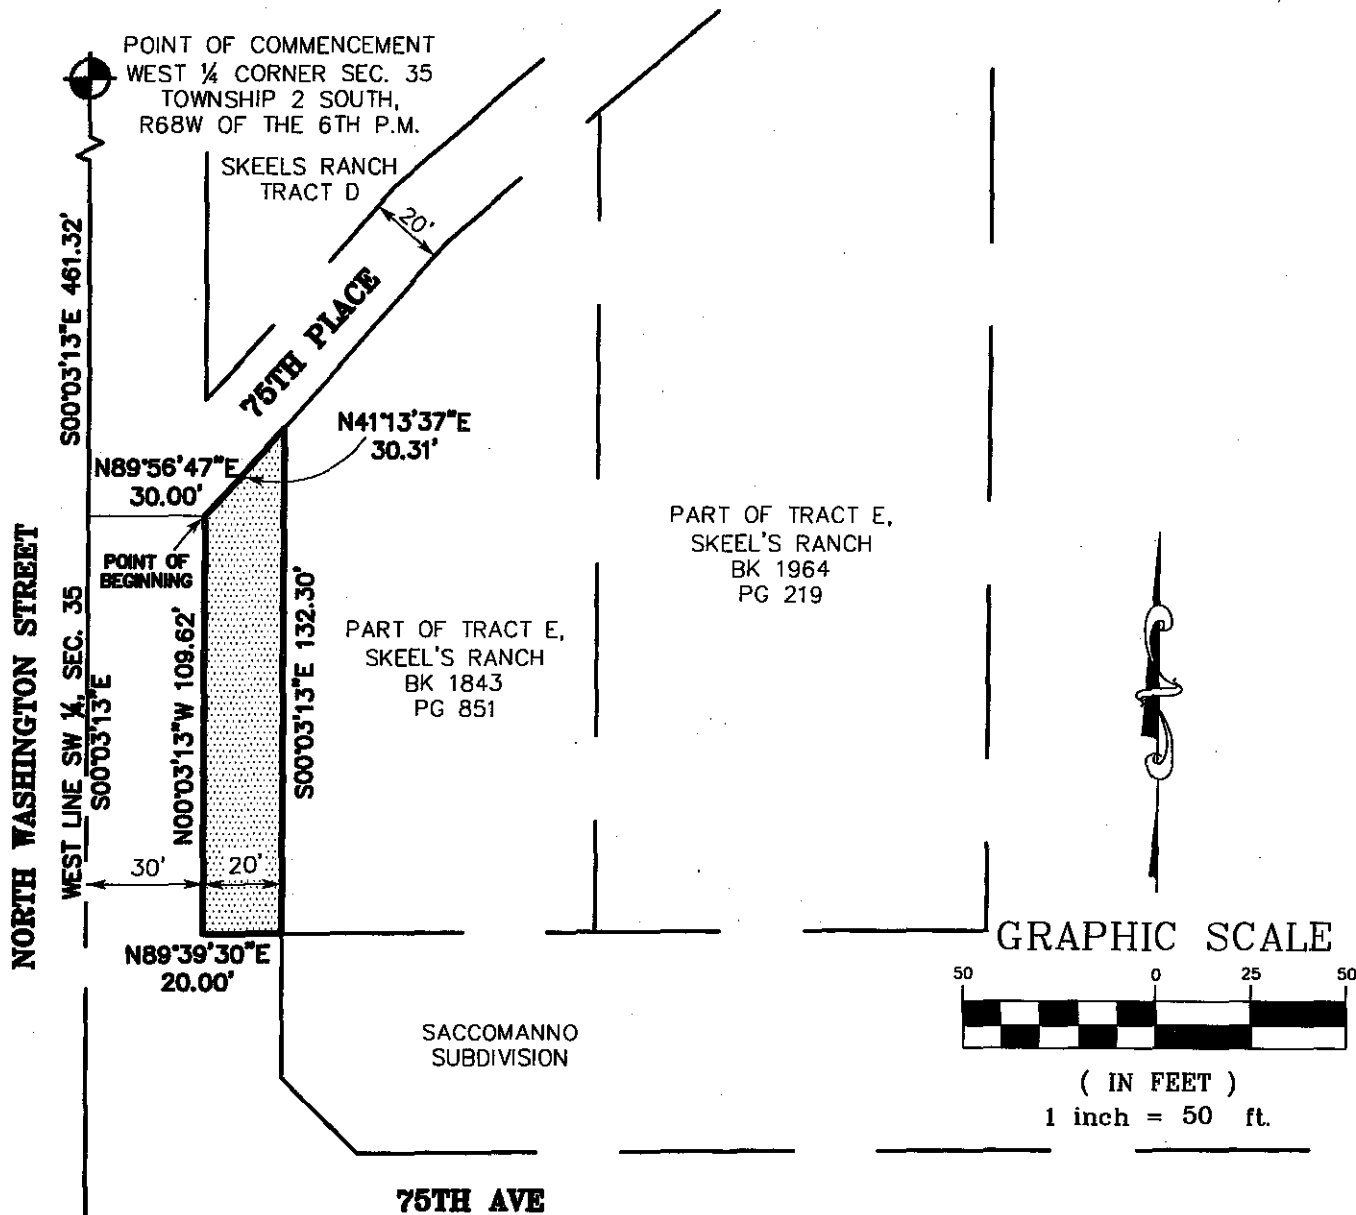 POINT OF COMMENCEMENT
WEST ¼ CORNER SEC. 35
TOWNSHIP 2 SOUTH,
R68W OF THE 6TH P.M.
SKEELS RANCH
TRACT D
20'
S00°03'13"E 461.32'
75TH PLACE
N41°13'37"E
30.31'
N89°56'47"E
30.00'
POINT OF
BEGINNING
NORTH WASHINGTON STREET
WEST LINE SW ¼, SEC. 35
S00°03'13"E
N00°03'13"W 109.62'
S00°03'13"E 132.30'
PART OF TRACT E,
SKEEL'S RANCH
BK 1843
PG 851
PART OF TRACT E,
SKEEL'S RANCH
BK 1964
PG 219
30'
20'
N89°39'30"E
20.00'
SACCOMANNO
SUBDIVISION
75TH AVE
GRAPHIC SCALE
50 0 25 50
( IN FEET )
1 inch = 50 ft.